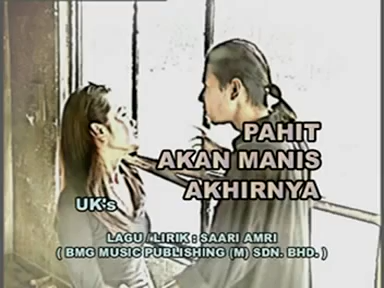 PAHIT
AKAN MANIS
AKHIRNYA
UK's
LAGU / LIRIK : SAARI AMRI
( BMG MUSIC PUBLISHING (M) SDN. BHD. )